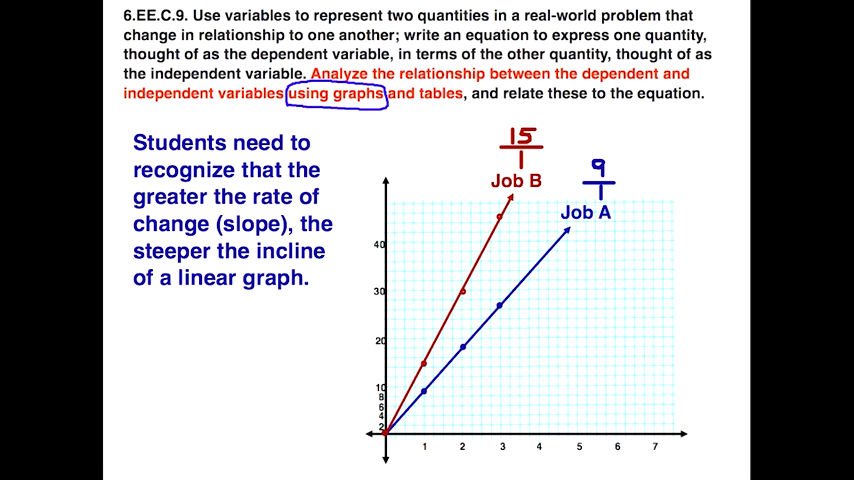 6.EE.C.9. Use variables to represent two quantities in a real-world problem that
change in relationship to one another; write an equation to express one quantity,
thought of as the dependent variable, in terms of the other quantity, thought of as
the independent variable. Analyze the relationship between the dependent and
independent variables using graphs and tables, and relate these to the equation.
Students need to
recognize that the
greater the rate of
change (slope), the
steeper the incline
of a linear graph.
15
1
Job B
9
1
Job A
40
30
20
10
8
6
4
2
1 2 3 4 5 6 7